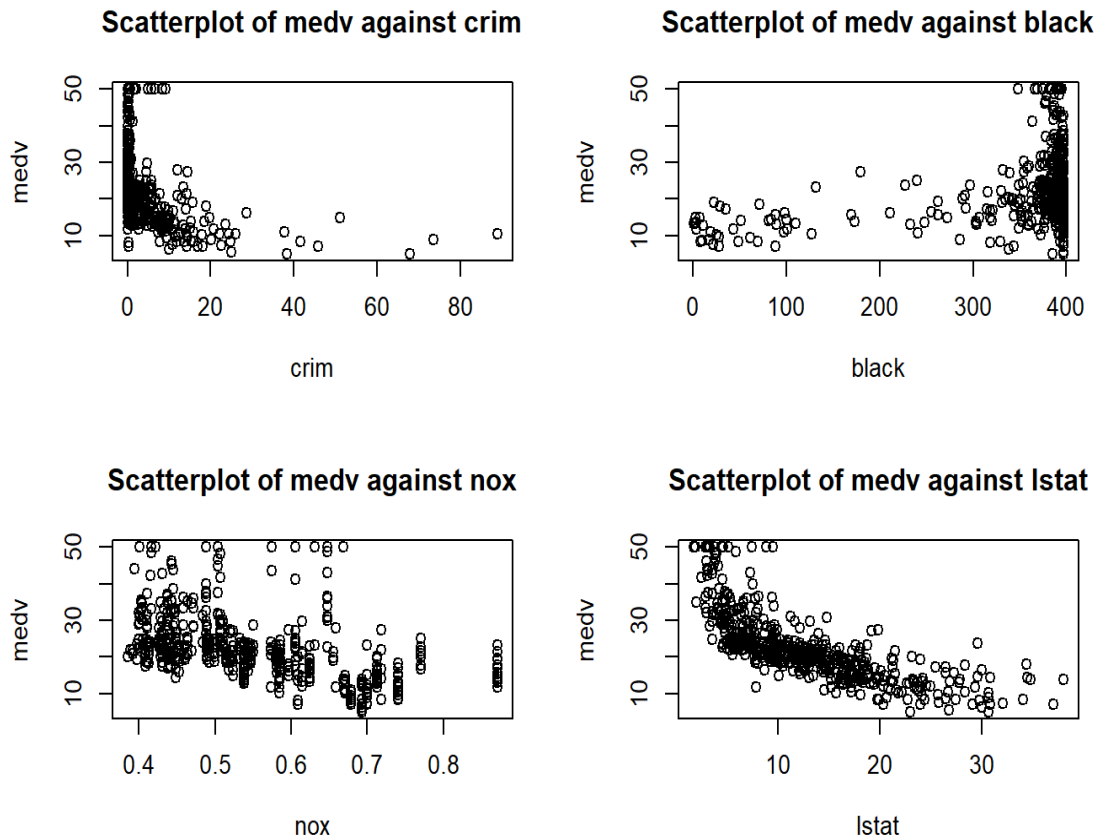 Scatterplot of medv against crim
medv
50
30
10
0 20 40 60 80
crim
Scatterplot of medv against black
medv
50
30
10
0 100 200 300 400
black
Scatterplot of medv against nox
medv
50
30
10
0.4 0.5 0.6 0.7 0.8
nox
Scatterplot of medv against lstat
medv
50
30
10
10 20 30
lstat